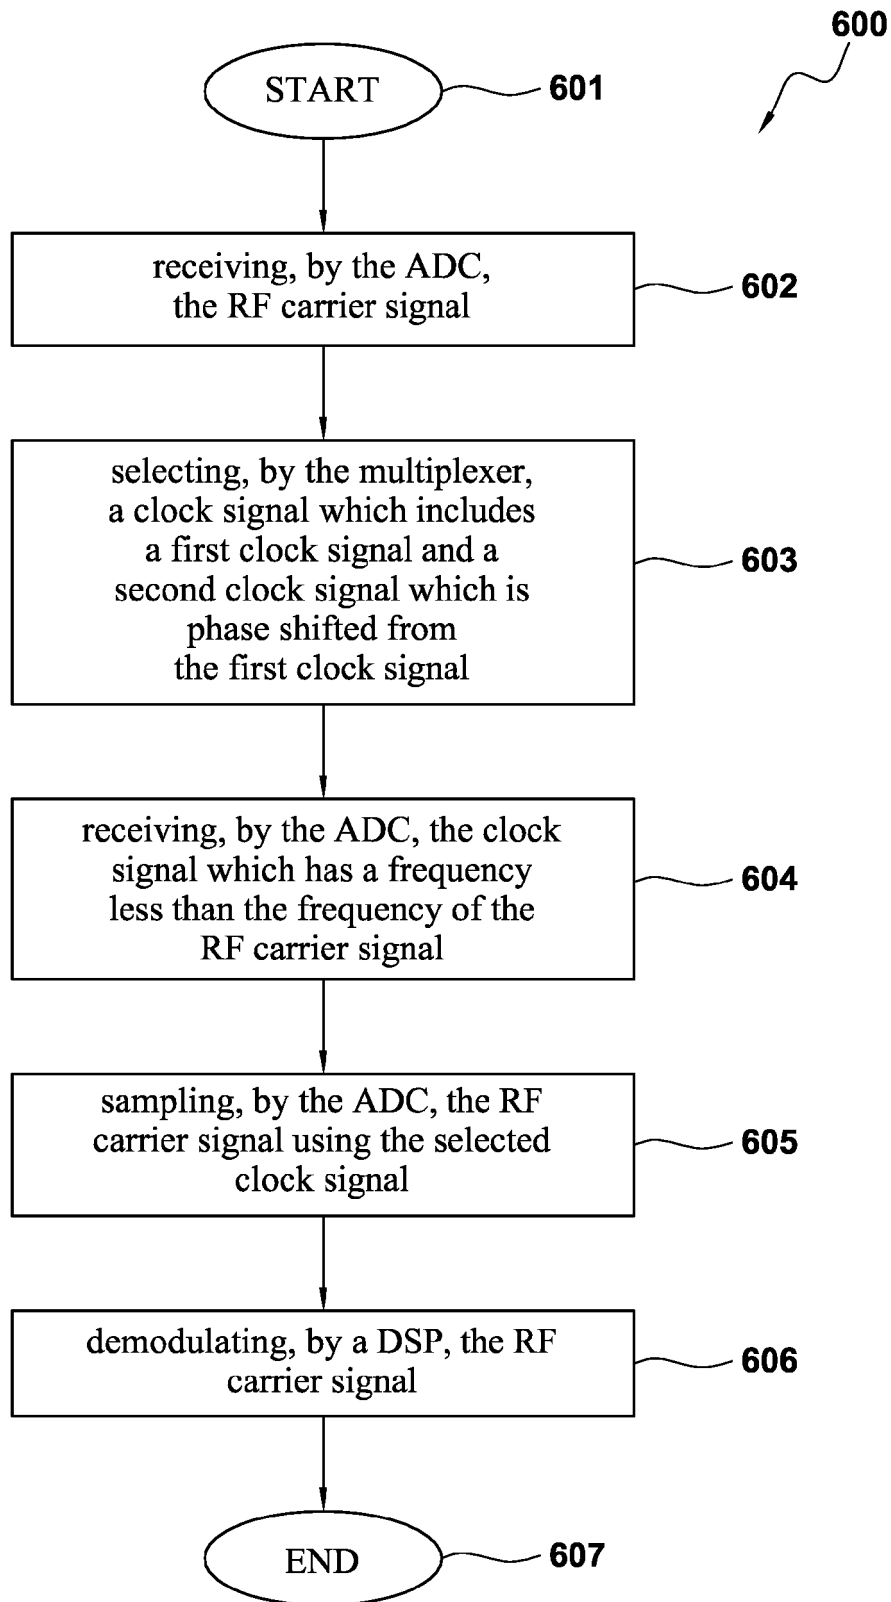 600
START
601
receiving, by the ADC,
the RF carrier signal
602
selecting, by the multiplexer,
a clock signal which includes
a first clock signal and a
second clock signal which is
phase shifted from
the first clock signal
603
receiving, by the ADC, the clock
signal which has a frequency
less than the frequency of the
RF carrier signal
604
sampling, by the ADC, the RF
carrier signal using the selected
clock signal
605
demodulating, by a DSP, the RF
carrier signal
606
END
607